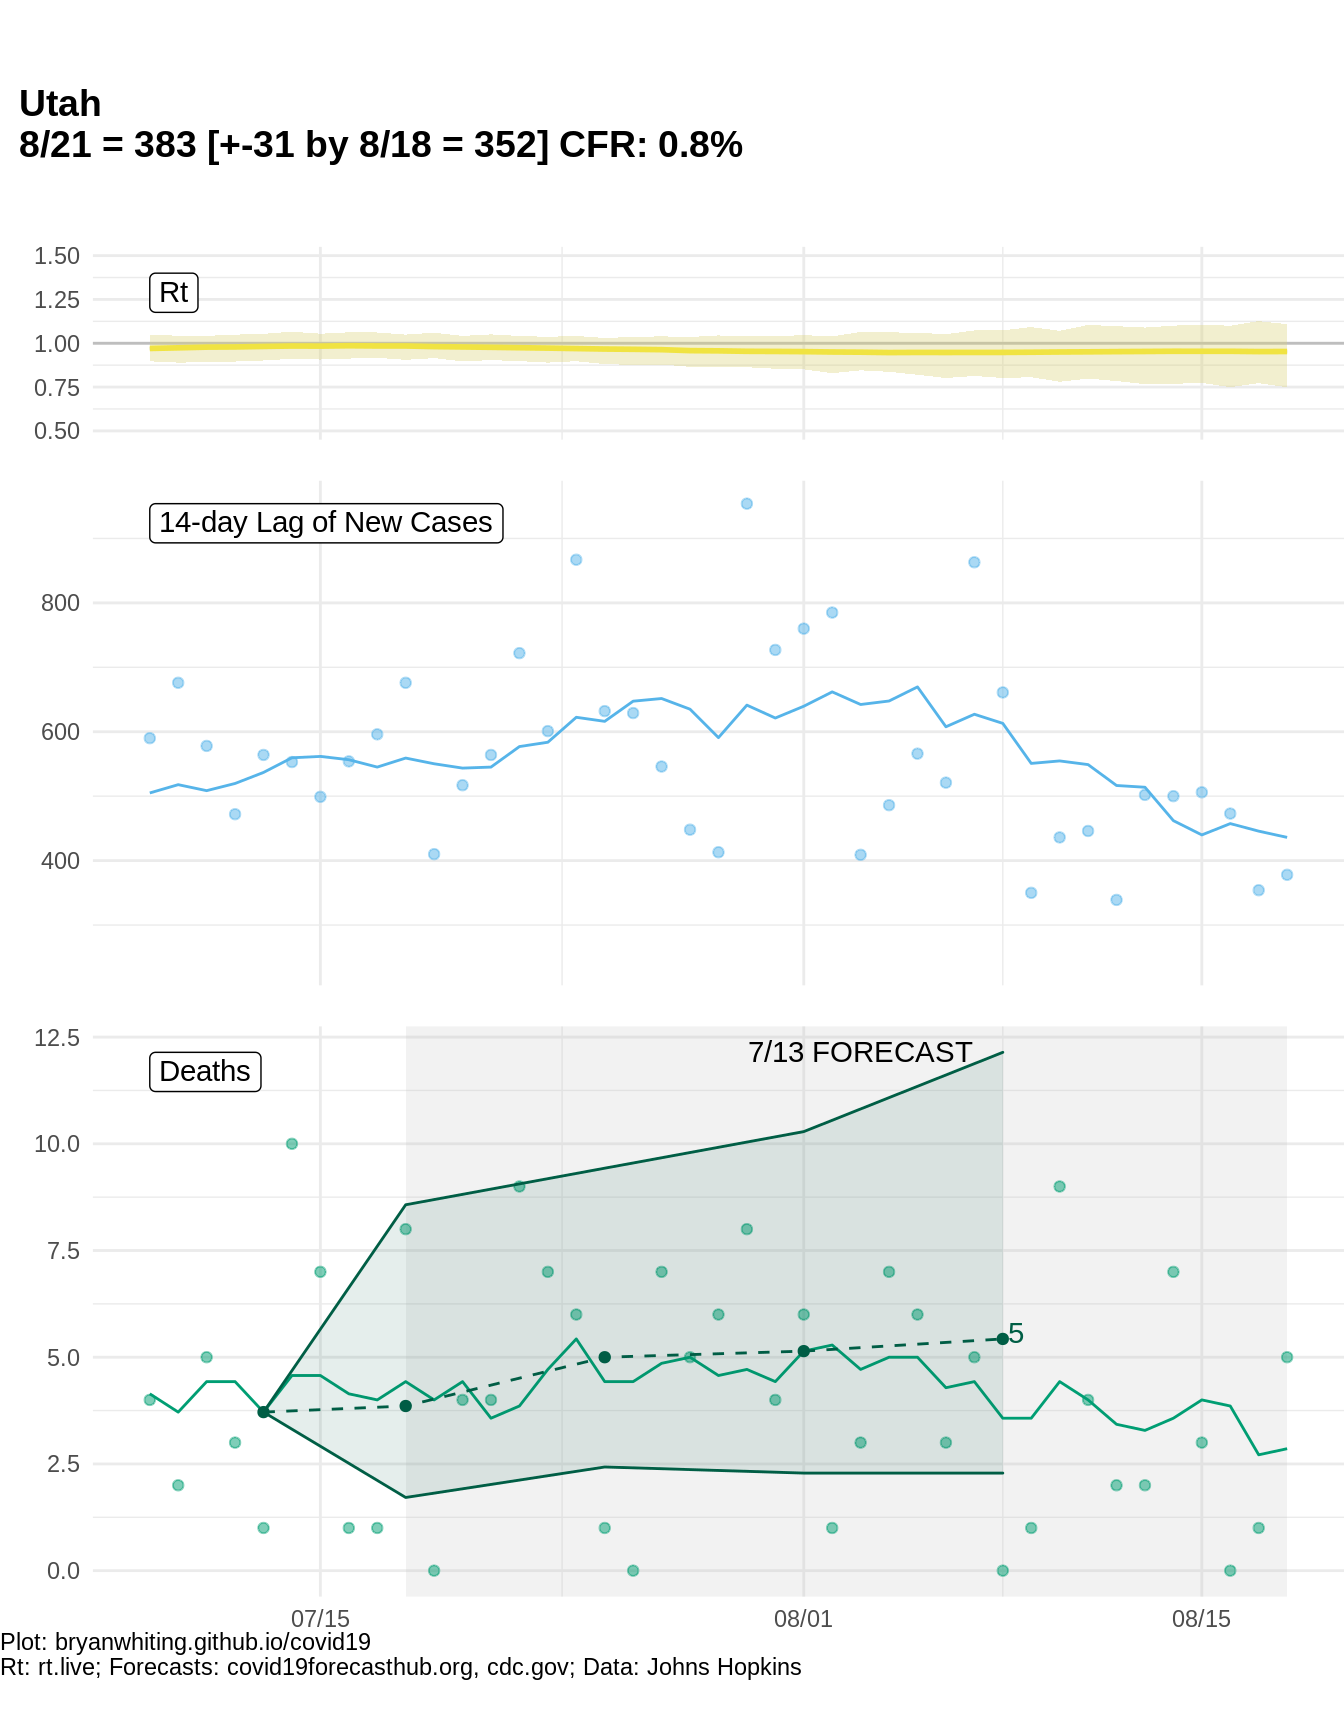 Utah
8/21 = 383 [+-31 by 8/18 = 352] CFR: 0.8%
1.50
Rt
1.25
1.00
0.75
0.50
14-day Lag of New Cases
800
600
400
12.5
7/13 FORECAST
Deaths
10.0
7.5
5.0
5
2.5
0.0
07/15
08/01
08/15
Plot: bryanwhiting.github.io/covid19
Rt: rt.live; Forecasts: covid19forecasthub.org, cdc.gov; Data: Johns Hopkins